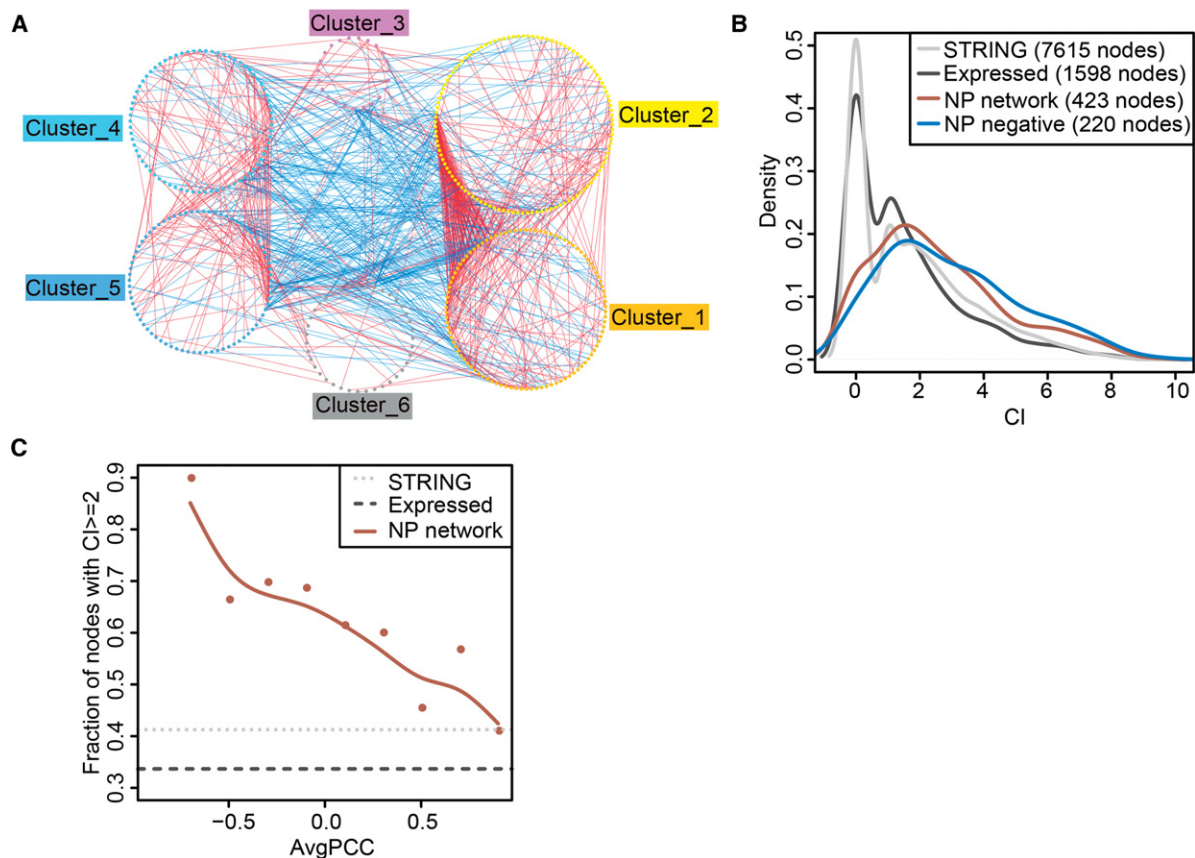 A
Cluster_3
Cluster_4
Cluster_2
Cluster_5
Cluster_1
Cluster_6
B
STRING (7615 nodes)
Expressed (1598 nodes)
NP network (423 nodes)
NP negative (220 nodes)
Density
0.5
0.4
0.3
0.2
0.1
0.0
0 2 4 6 8 10
CI
C
STRING
Expressed
NP network
Fraction of nodes with CI>=2
0.9
0.8
0.7
0.6
0.5
0.4
0.3
−0.5 0.0 0.5
AvgPCC